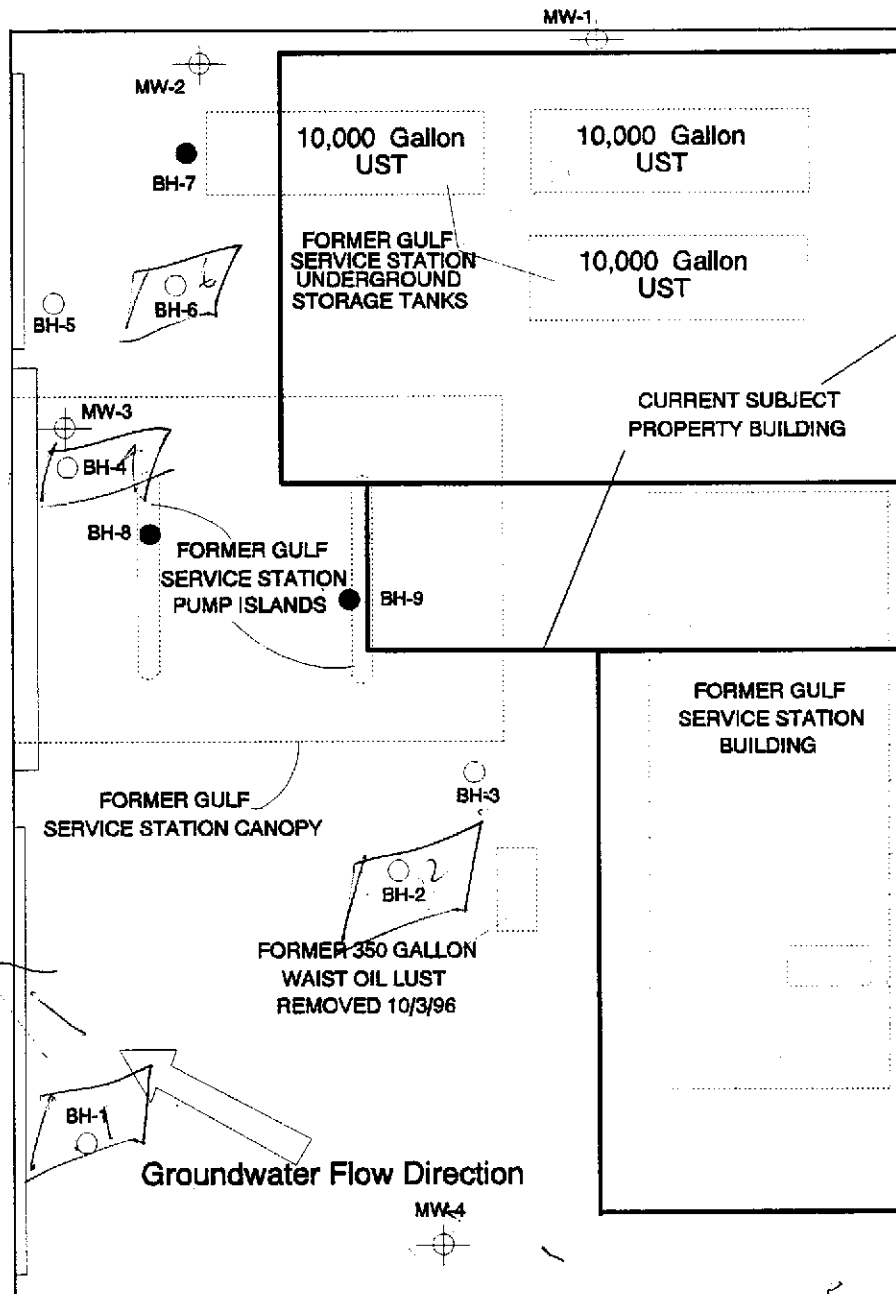 MW-1
MW-2
10,000 Gallon
UST
10,000 Gallon
UST
BH-7
FORMER GULF
SERVICE STATION
UNDERGROUND
STORAGE TANKS
10,000 Gallon
UST
6
BH-6
BH-5
MW-3
CURRENT SUBJECT
PROPERTY BUILDING
BH-4
BH-8
FORMER GULF
SERVICE STATION
PUMP ISLANDS
BH-9
FORMER GULF
SERVICE STATION
BUILDING
BH-3
FORMER GULF
SERVICE STATION CANOPY
2
BH-2
FORMER 350 GALLON
WAIST OIL LUST
REMOVED 10/3/96
BH-1
Groundwater Flow Direction
MW-4